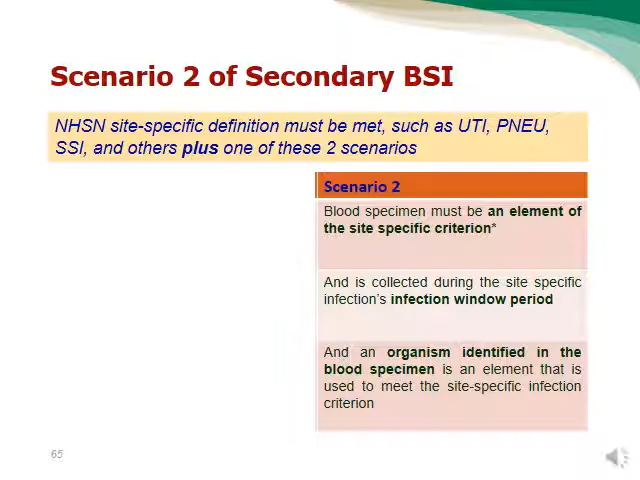 Scenario 2 of Secondary BSI
NHSN site-specific definition must be met, such as UTI, PNEU,
SSI, and others plus one of these 2 scenarios
Scenario 2
Blood specimen must be an element of
the site specific criterion*
And is collected during the site specific
infection's infection window period
And an organism identified in the
blood specimen is an element that is
used to meet the site-specific infection
criterion
65